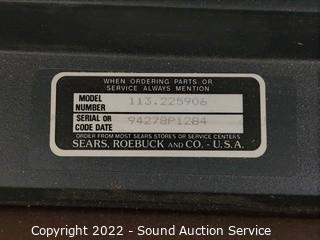 WHEN ORDERING PARTS OR
SERVICE ALWAYS MENTION
MODEL
NUMBER 113.225906
SERIAL OR
CODE DATE 94278P1284
ORDER FROM MOST SEARS STORES OR SERVICE CENTERS
SEARS, ROEBUCK AND CO. - U.S.A.
Copyright 2022 - Sound Auction Service